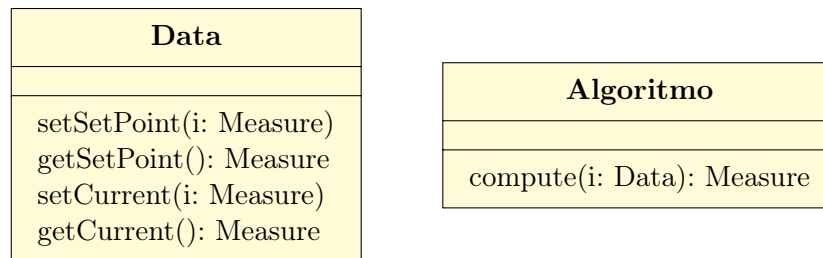 Data
setSetPoint(i: Measure)
getSetPoint(): Measure
setCurrent(i: Measure)
getCurrent(): Measure
Algoritmo
compute(i: Data): Measure